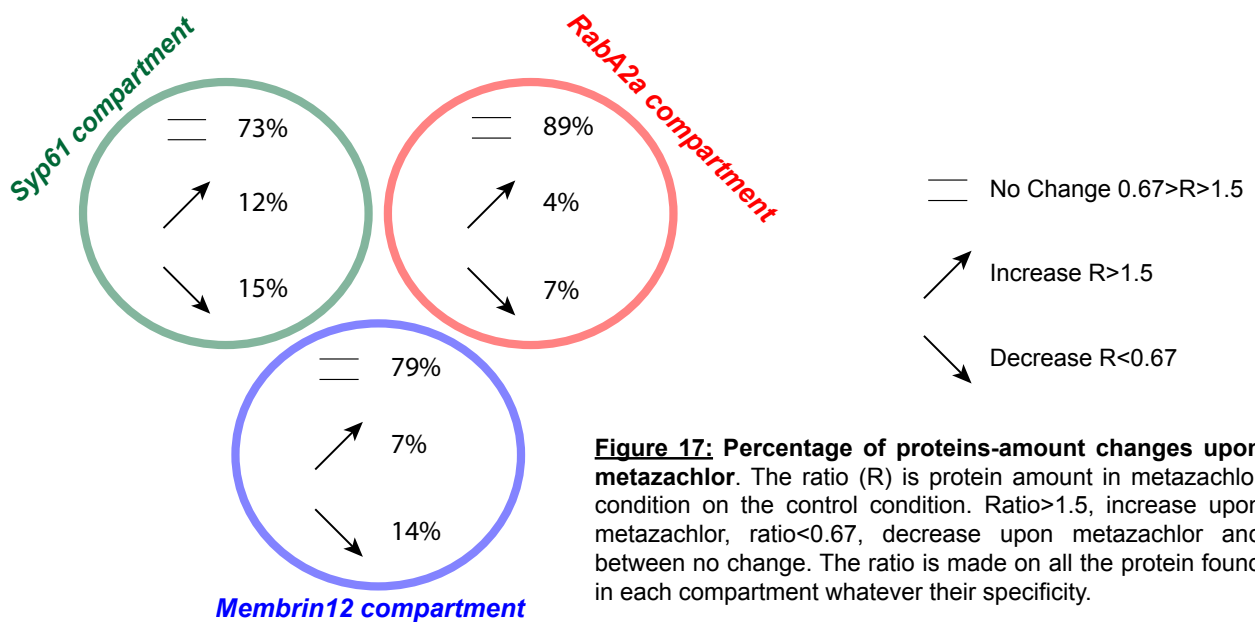 Syp61 compartment
73%
12%
15%
RabA2a compartment
89%
4%
7%
79%
7%
14%
Membrin12 compartment
No Change 0.67>R>1.5
Increase R>1.5
Decrease R<0.67
Figure 17: Percentage of proteins-amount changes upon
metazachlor. The ratio (R) is protein amount in metazachlo
condition on the control condition. Ratio>1.5, increase upon
metazachlor, ratio<0.67, decrease upon metazachlor and
between no change. The ratio is made on all the protein found
in each compartment whatever their specificity.